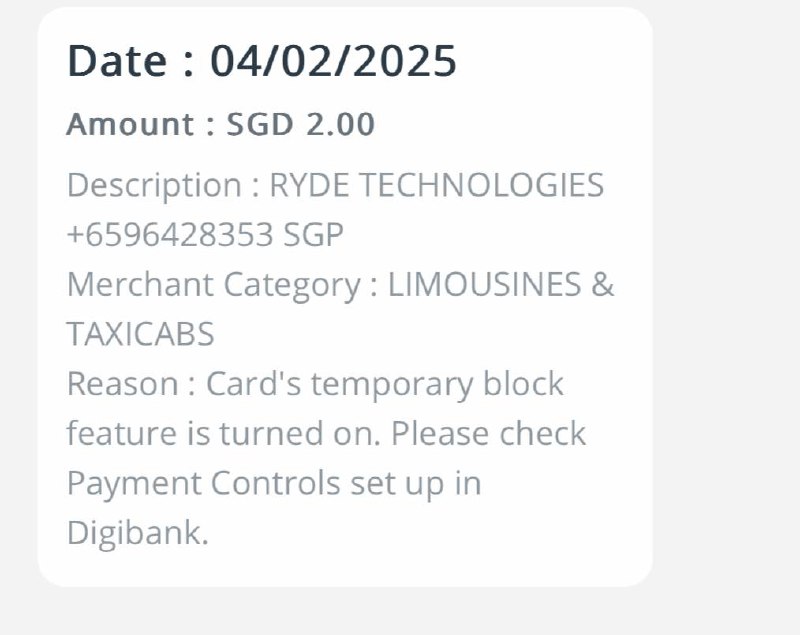 Date : 04/02/2025
Amount : SGD 2.00
Description : RYDE TECHNOLOGIES
+6596428353 SGP
Merchant Category : LIMOUSINES &
TAXICABS
Reason : Card's temporary block
feature is turned on. Please check
Payment Controls set up in
Digibank.